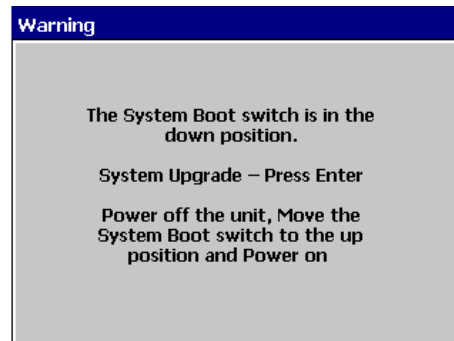 Warning
The System Boot switch is in the
down position.
System Upgrade – Press Enter
Power off the unit, Move the
System Boot switch to the up
position and Power on